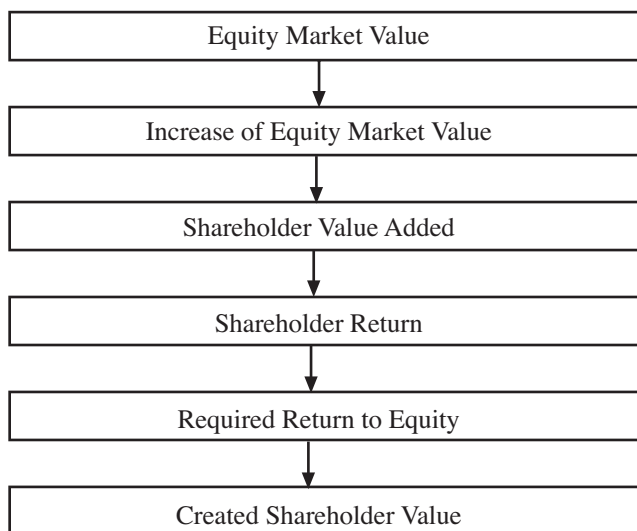 Equity Market Value
Increase of Equity Market Value
Shareholder Value Added
Shareholder Return
Required Return to Equity
Created Shareholder Value